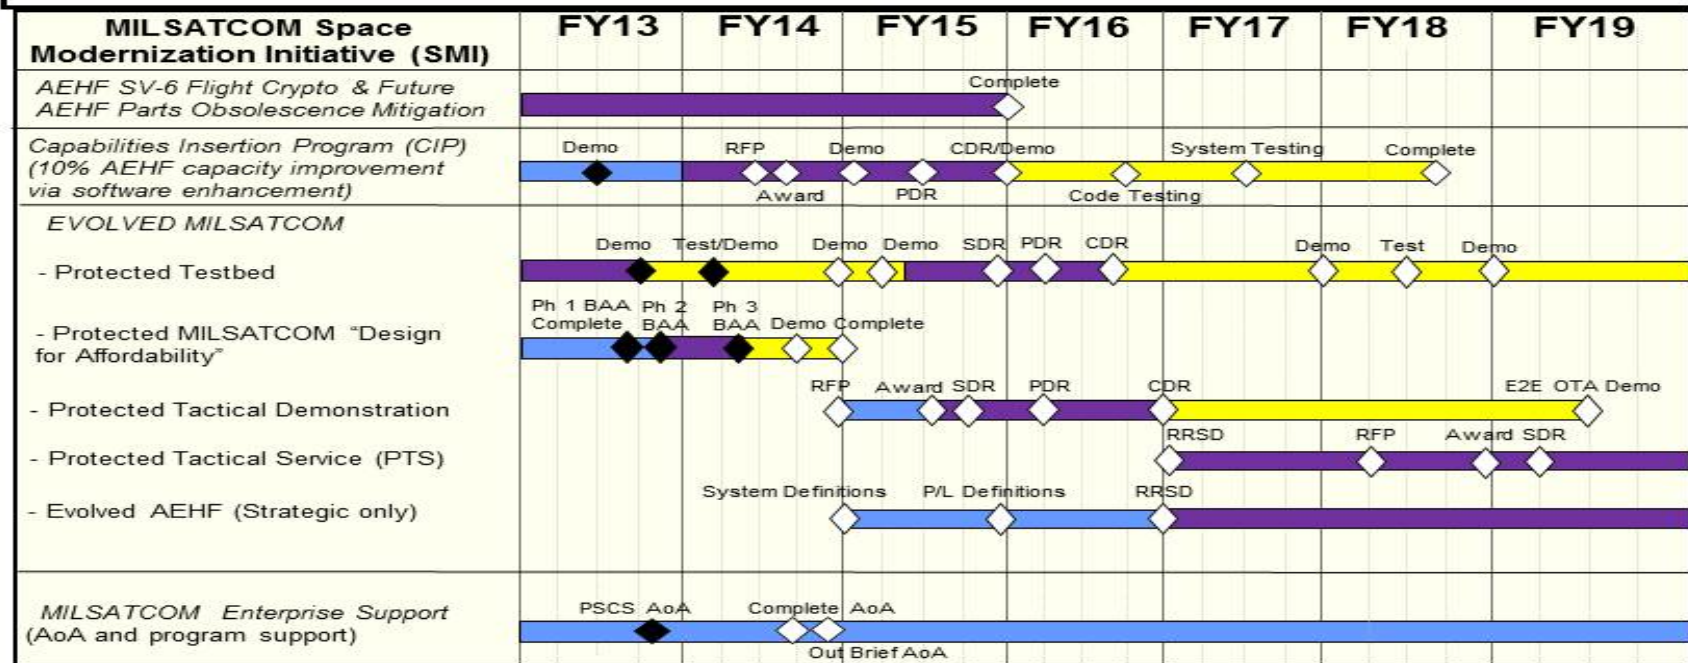 MILSATCOM Space
Modernization Initiative (SMI)
FY13 FY14 FY15 FY16 FY17 FY18 FY19
AEHF SV-6 Flight Crypto & Future
AEHF Parts Obsolescence Mitigation
Complete
Capabilities Insertion Program (CIP)
(10% AEHF capacity improvement
via software enhancement)
Demo RFP Demo CDR/Demo System Testing Complete
Award PDR Code Testing
EVOLVED MILSATCOM
Demo Test/Demo Demo Demo SDR PDR CDR Demo Test Demo
- Protected Testbed
Ph 1 BAA Ph 2 Ph 3
Complete BAA BAA Demo Complete
- Protected MILSATCOM “Design
for Affordability”
RFP Award SDR PDR CDR E2E OTA Demo
- Protected Tactical Demonstration
RRSD RFP Award SDR
- Protected Tactical Service (PTS)
System Definitions P/L Definitions RRSD
- Evolved AEHF (Strategic only)
MILSATCOM Enterprise Support
(AoA and program support)
PSCS AoA Complete AoA
Out Brief AoA